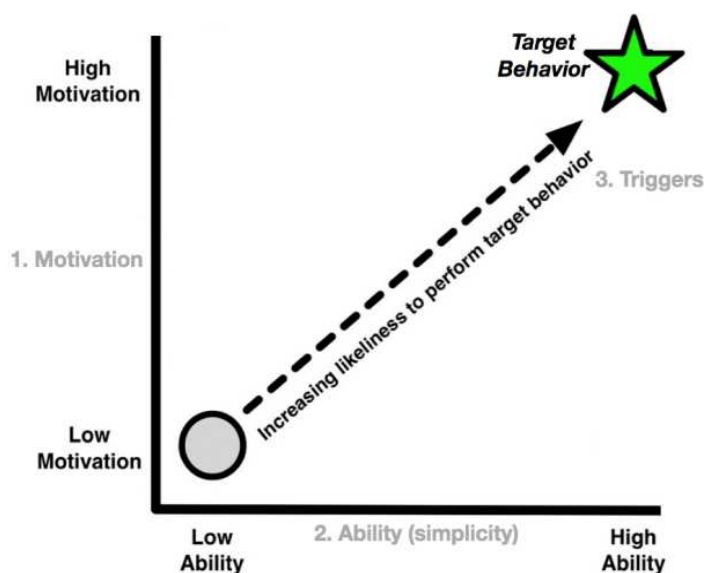 Target
Behavior
High
Motivation
3. Triggers
1. Motivation
Increasing likeliness to perform target behavior
Low
Motivation
Low
Ability
2. Ability (simplicity)
High
Ability